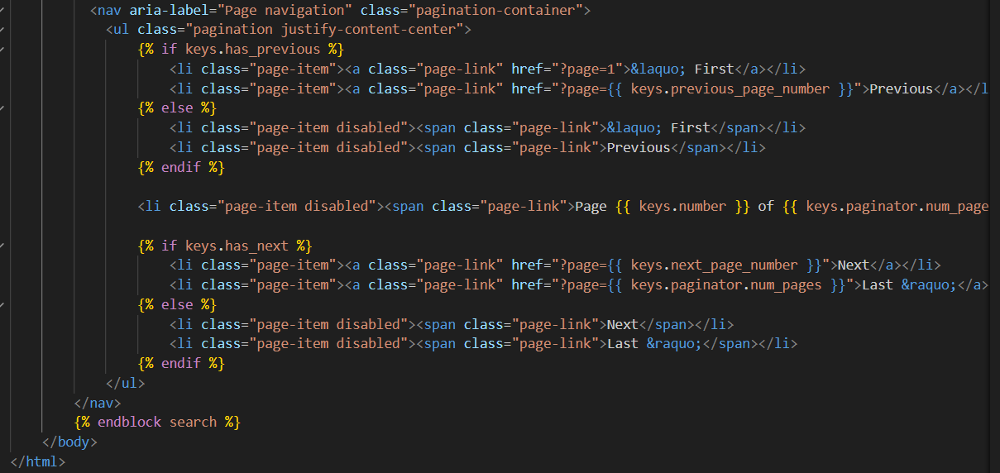 <nav aria-label="Page navigation" class="pagination-container">
<ul class="pagination justify-content-center">
{% if keys.has_previous %}
<li class="page-item"><a class="page-link" href="?page=1">&laquo; First</a></li>
<li class="page-item"><a class="page-link" href="?page={{ keys.previous_page_number }}">Previous</a></l
{% else %}
<li class="page-item disabled"><span class="page-link">&laquo; First</span></li>
<li class="page-item disabled"><span class="page-link">Previous</span></li>
{% endif %}
<li class="page-item disabled"><span class="page-link">Page {{ keys.number }} of {{ keys.paginator.num_page
{% if keys.has_next %}
<li class="page-item"><a class="page-link" href="?page={{ keys.next_page_number }}">Next</a></li>
<li class="page-item"><a class="page-link" href="?page={{ keys.paginator.num_pages }}">Last &raquo;</a>
{% else %}
<li class="page-item disabled"><span class="page-link">Next</span></li>
<li class="page-item disabled"><span class="page-link">Last &raquo;</span></li>
{% endif %}
</ul>
</nav>
{% endblock search %}
</body>
</html>